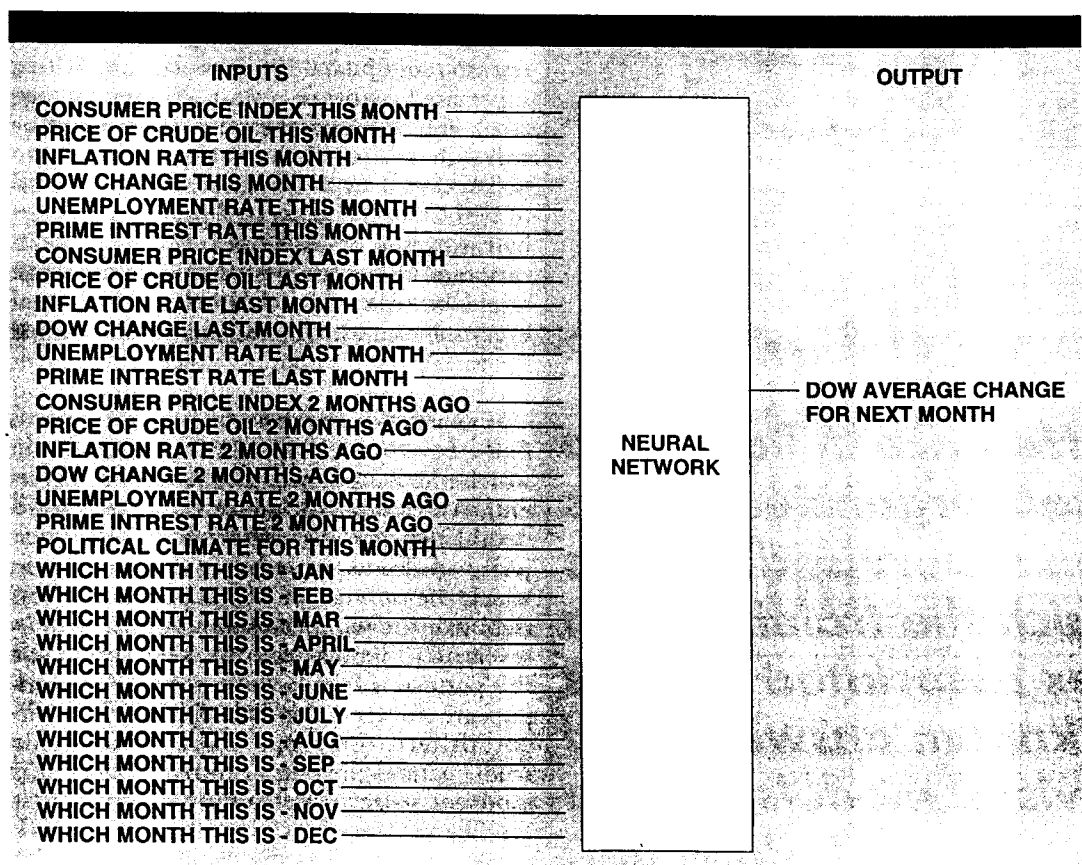 INPUTS
OUTPUT
CONSUMER PRICE INDEX THIS MONTH
PRICE OF CRUDE OIL THIS MONTH
INFLATION RATE THIS MONTH
DOW CHANGE THIS MONTH
UNEMPLOYMENT RATE THIS MONTH
PRIME INTREST RATE THIS MONTH
CONSUMER PRICE INDEX LAST MONTH
PRICE OF CRUDE OIL LAST MONTH
INFLATION RATE LAST MONTH
DOW CHANGE LAST MONTH
UNEMPLOYMENT RATE LAST MONTH
PRIME INTREST RATE LAST MONTH
CONSUMER PRICE INDEX 2 MONTHS AGO
PRICE OF CRUDE OIL 2 MONTHS AGO
INFLATION RATE 2 MONTHS AGO
DOW CHANGE 2 MONTHS AGO
UNEMPLOYMENT RATE 2 MONTHS AGO
PRIME INTREST RATE 2 MONTHS AGO
POLITICAL CLIMATE FOR THIS MONTH
WHICH MONTH THIS IS - JAN
WHICH MONTH THIS IS - FEB
WHICH MONTH THIS IS - MAR
WHICH MONTH THIS IS - APRIL
WHICH MONTH THIS IS - MAY
WHICH MONTH THIS IS - JUNE
WHICH MONTH THIS IS - JULY
WHICH MONTH THIS IS - AUG
WHICH MONTH THIS IS - SEP
WHICH MONTH THIS IS - OCT
WHICH MONTH THIS IS - NOV
WHICH MONTH THIS IS - DEC
NEURAL
NETWORK
DOW AVERAGE CHANGE
FOR NEXT MONTH